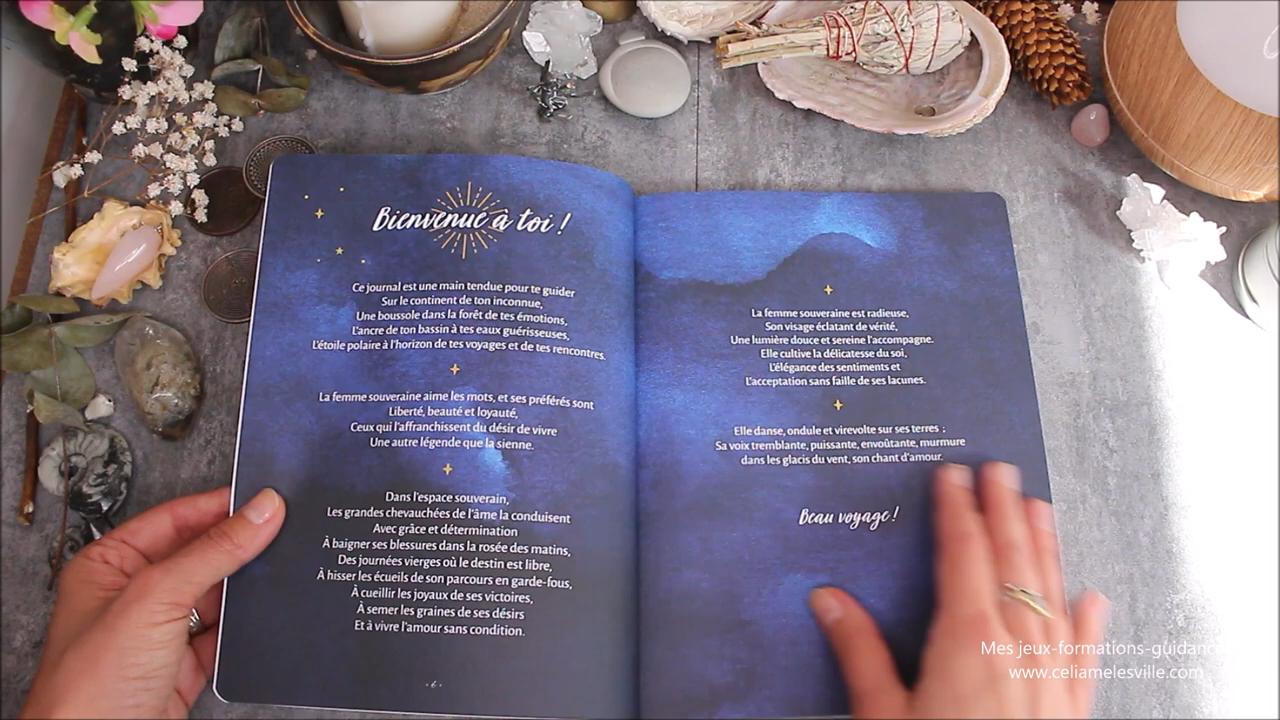 Bienvenue à toi !
Ce journal est une main tendue pour te guider
Sur le continent de ton inconnue,
Une boussole dans la forêt de tes émotions,
L'ancre de ton bassin à tes eaux guérisseuses,
L'étoile polaire à l'horizon de tes voyages et de tes rencontres.
La femme souveraine aime les mots, et ses préférés sont
Liberté, beauté et loyauté,
Ceux qui l'affranchissent du désir de vivre
Une autre légende que la sienne.
Dans l'espace souverain,
Les grandes chevauchées de l'âme la conduisent
Avec grâce et détermination
À baigner ses blessures dans la rosée des matins,
Des journées vierges où le destin est libre,
À hisser les écueils de son parcours en garde-fous,
À cueillir les joyaux de ses victoires,
À semer les graines de ses désirs
Et à vivre l'amour sans condition.
6
La femme souveraine est radieuse,
Son visage éclatant de vérité,
Une lumière douce et sereine l'accompagne.
Elle cultive la délicatesse du soi,
L'élégance des sentiments et
L'acceptation sans faille de ses lacunes.
Elle danse, ondule et virevolte sur ses terres ;
Sa voix tremblante, puissante, envoûtante, murmure
dans les glacis du vent, son chant d'amour.
Beau voyage !
Mes jeux-formations-guidance
www.celiamelesville.com